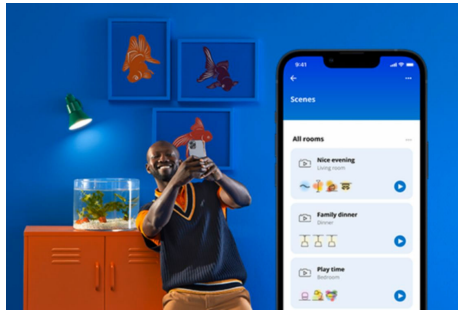 9:41
Scenes
All rooms
Nice evening
Living room
Family dinner
Dinner
Play time
Bedroom